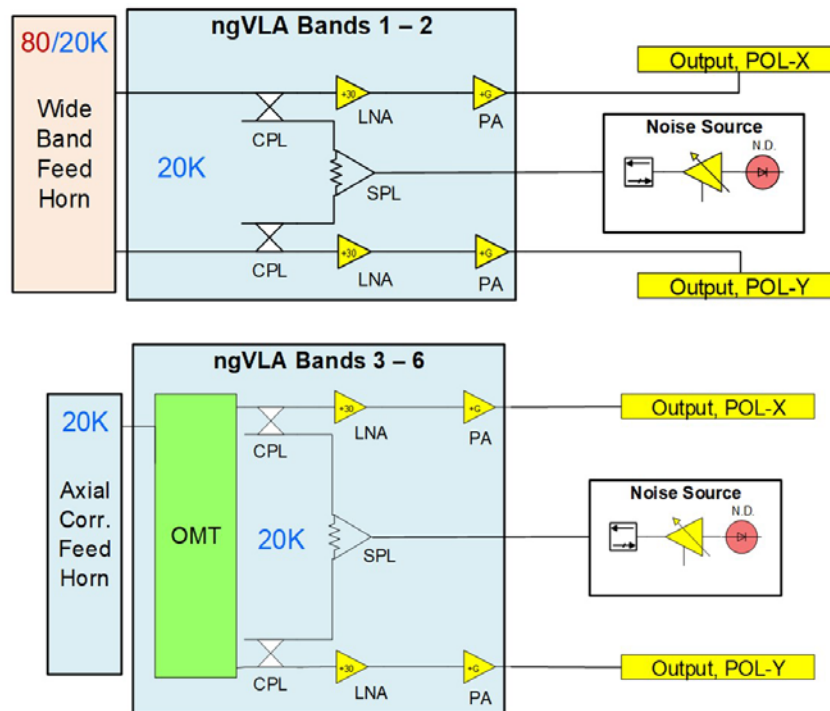 ngVLA Bands 1 – 2
80/20K
Wide
Band
Feed
Horn
20K
CPL
+30
LNA
+G
PA
Output, POL-X
SPL
Noise Source
N.D.
CPL
+30
LNA
+G
PA
Output, POL-Y
ngVLA Bands 3 – 6
20K
Axial
Corr.
Feed
Horn
OMT
20K
CPL
+30
LNA
+G
PA
Output, POL-X
SPL
Noise Source
N.D.
CPL
+30
LNA
+G
PA
Output, POL-Y